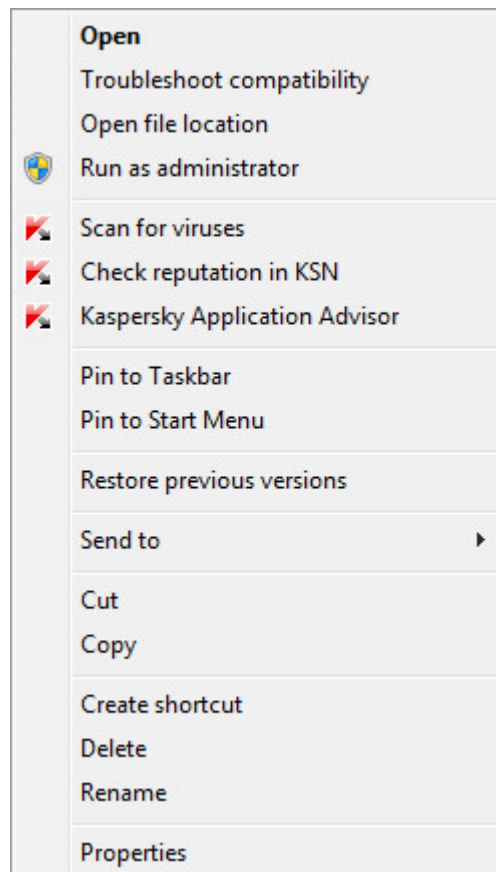 Open
Troubleshoot compatibility
Open file location
Run as administrator
Scan for viruses
Check reputation in KSN
Kaspersky Application Advisor
Pin to Taskbar
Pin to Start Menu
Restore previous versions
Send to
Cut
Copy
Create shortcut
Delete
Rename
Properties